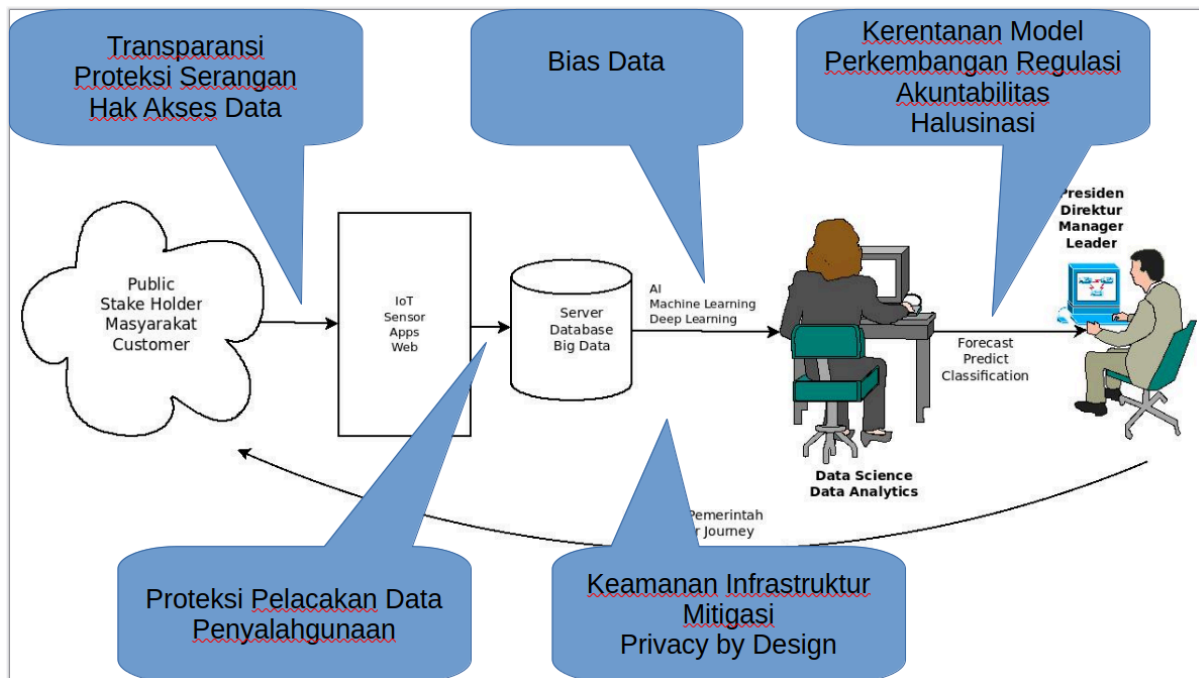 Transparansi
Proteksi Serangan
Hak Akses Data
Bias Data
Kerentanan Model
Perkembangan Regulasi
Akuntabilitas
Halusinasi
Public
Stake Holder
Masyarakat
Customer
IoT
Sensor
Apps
Web
Server
Database
Big Data
AI
Machine Learning
Deep Learning
Data Science
Data Analytics
Forecast
Predict
Classification
Presiden
Direktur
Manager
Leader
Pemerintah
Journey
Proteksi Pelacakan Data
Penyalahgunaan
Keamanan Infrastruktur
Mitigasi
Privacy by Design